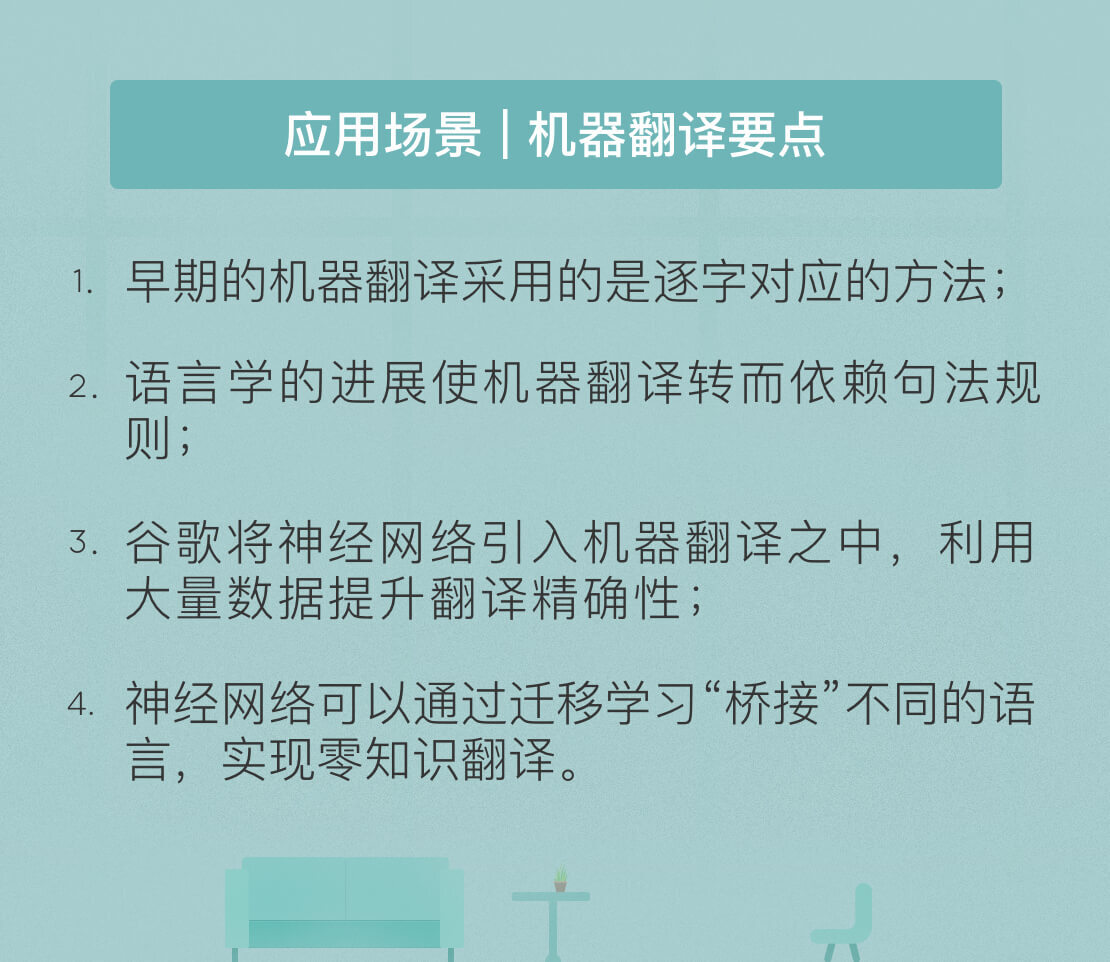 应用场景 | 机器翻译要点
1. 早期的机器翻译采用的是逐字对应的方法；
2. 语言学的进展使机器翻译转而依赖句法规
则；
3. 谷歌将神经网络引入机器翻译之中，利用
大量数据提升翻译精确性；
4. 神经网络可以通过迁移学习“桥接”不同的语
言，实现零知识翻译。